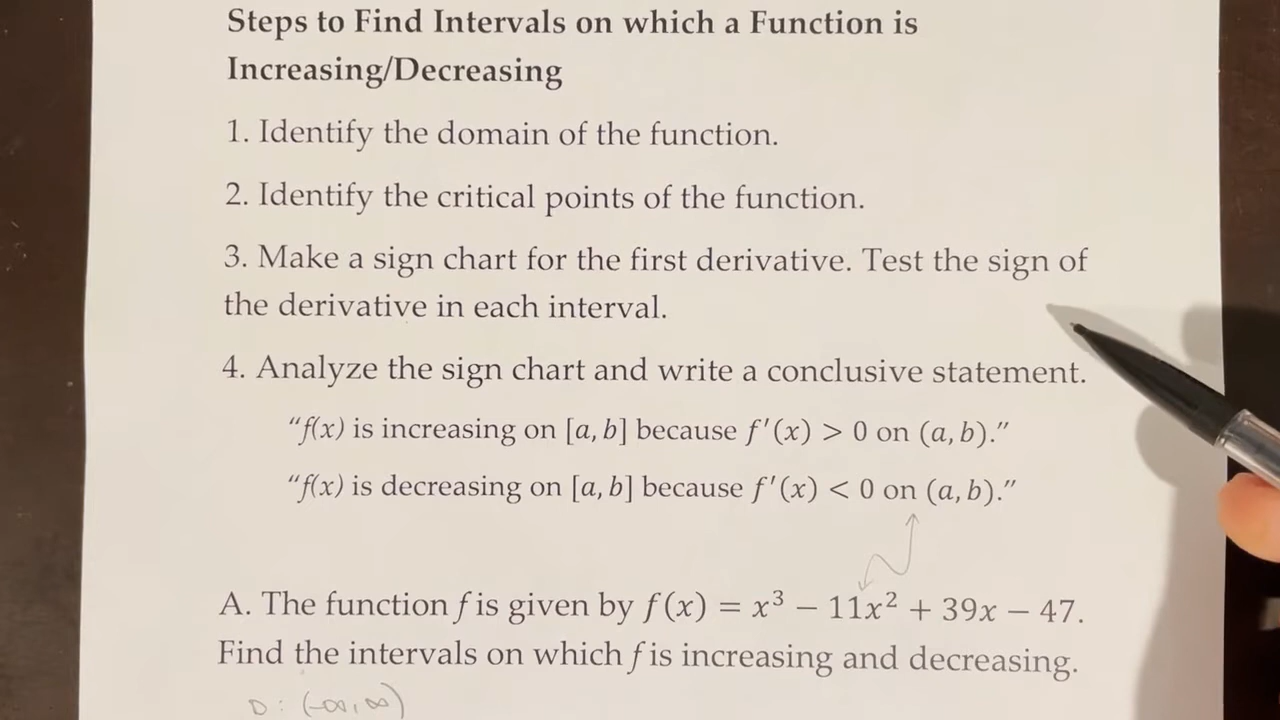 Steps to Find Intervals on which a Function is
Increasing/Decreasing
1. Identify the domain of the function.
2. Identify the critical points of the function.
3. Make a sign chart for the first derivative. Test the sign of
the derivative in each interval.
4. Analyze the sign chart and write a conclusive statement.
“f(x) is increasing on [a, b] because f′(x) > 0 on (a, b).”
“f(x) is decreasing on [a, b] because f′(x) < 0 on (a, b).”
A. The function f is given by f(x) = x³ − 11x² + 39x − 47.
Find the intervals on which f is increasing and decreasing.
D: (-∞, ∞)